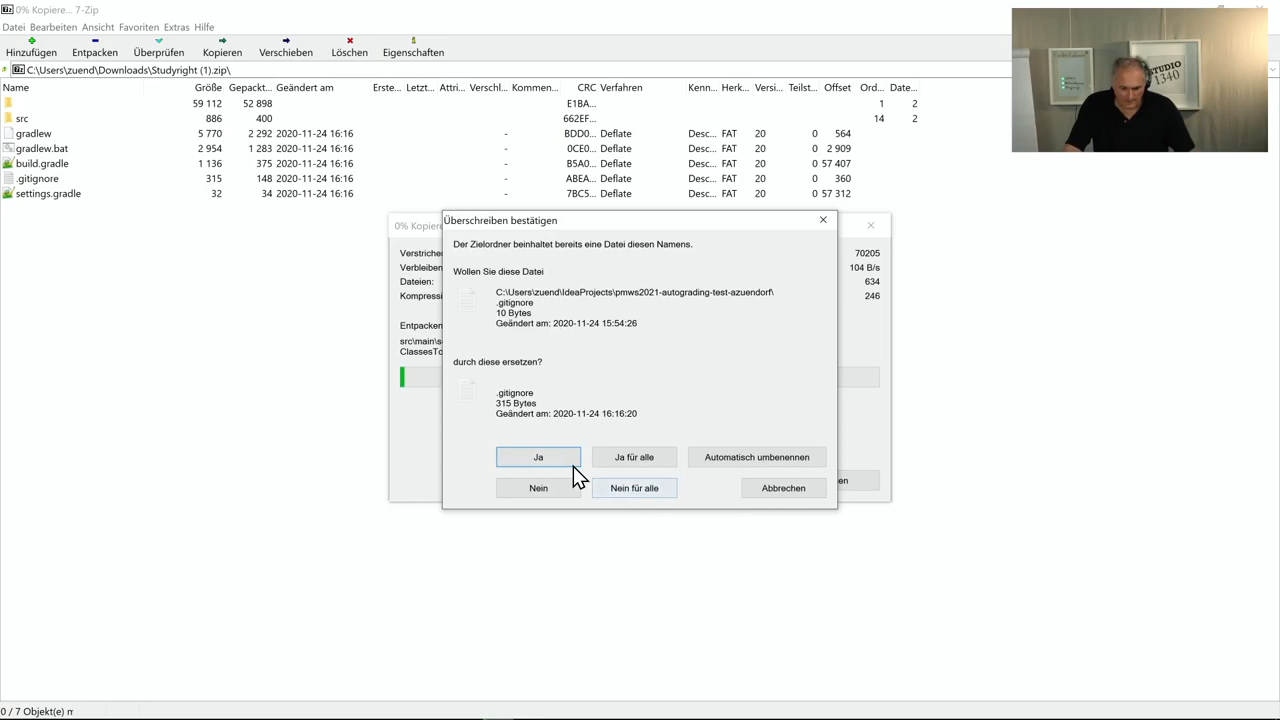 0% Kopiere... 7-Zip
Datei Bearbeiten Ansicht Favoriten Extras Hilfe
Hinzufügen Entpacken Überprüfen Kopieren Verschieben Löschen Eigenschaften
C:\Users\zuend\Downloads\Studyright (1).zip\
Name Größe Gepackt... Geändert am Erste... Letzt... Attri... Verschl... Kommen... CRC Verfahren Kenn... Herk... Versi... Teilst... Offset Ord... Date...
59 112 52 898 E1BA... 1 2
src 886 400 662EF... 14 2
gradlew 5 770 2 292 2020-11-24 16:16 - BDD0... Deflate Desc... FAT 20 0 564
gradlew.bat 2 954 1 283 2020-11-24 16:16 - 0CE0... Deflate Desc... FAT 20 0 2 909
build.gradle 1 136 375 2020-11-24 16:16 - B5A0... Deflate Desc... FAT 20 0 57 407
.gitignore 315 148 2020-11-24 16:16 - ABEA... Deflate Desc... FAT 20 0 360
settings.gradle 32 34 2020-11-24 16:16 - 7BC5... Deflate Desc... FAT 20 0 57 312
STUDIO
1340
0% Kopiere
Verstriche 70205
Verbleiben 104 B/s
Dateien: 634
Kompressi 246
Entpacken
src\main\s
ClassesTo
en
Überschreiben bestätigen
Der Zielordner beinhaltet bereits eine Datei diesen Namens.
Wollen Sie diese Datei
C:\Users\zuend\IdeaProjects\pmws2021-autograding-test-azuendorf\
.gitignore
10 Bytes
Geändert am: 2020-11-24 15:54:26
durch diese ersetzen?
.gitignore
315 Bytes
Geändert am: 2020-11-24 16:16:20
Ja Ja für alle Automatisch umbenennen
Nein Nein für alle Abbrechen
0 / 7 Objekt(e) m